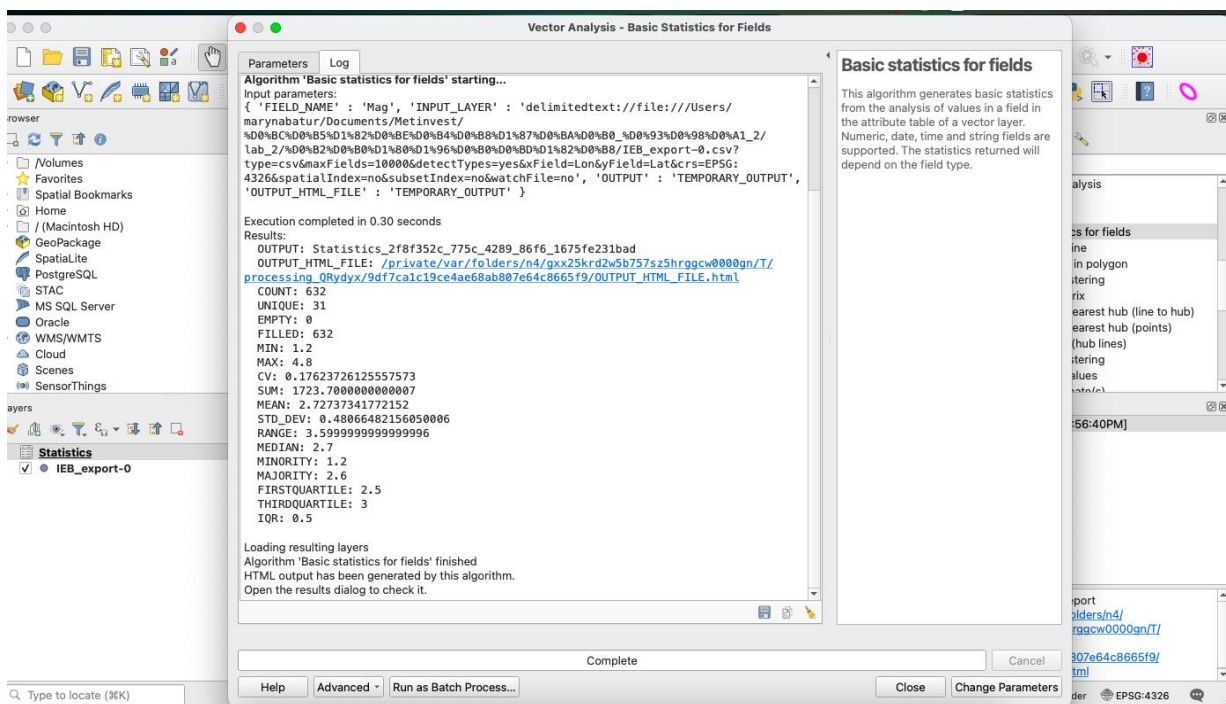 Vector Analysis - Basic Statistics for Fields
Parameters Log
Algorithm 'Basic statistics for fields' starting...
Input parameters:
{ 'FIELD_NAME' : 'Mag', 'INPUT_LAYER' : 'delimitedtext://file:///Users/
marynabatur/Documents/Metinvest/
%D0%BC%D0%B5%D1%82%D0%BE%D0%B4%D0%B8%D1%87%D0%BA%D0%B0_%D0%93%D0%98%D0%A1_2/
lab_2/%D0%B2%D0%B0%D1%80%D1%96%D0%B0%D0%BD%D1%82%D0%B8/IEB_export-0.csv?
type=csv&maxFields=10000&detectTypes=yes&xField=Lon&yField=Lat&crs=EPSG:
4326&spatialIndex=no&subsetIndex=no&watchFile=no', 'OUTPUT' : 'TEMPORARY_OUTPUT',
'OUTPUT_HTML_FILE' : 'TEMPORARY_OUTPUT' }
Execution completed in 0.30 seconds
Results:
OUTPUT: Statistics_2f8f352c_775c_4289_86f6_1675fe231bad
OUTPUT_HTML_FILE: /private/var/folders/n4/gxx25krd2w5b757sz5hrggcw0000gn/T/
processing_QRydyx/9df7ca1c19ce4ae68ab807e64c8665f9/OUTPUT_HTML_FILE.html
COUNT: 632
UNIQUE: 31
EMPTY: 0
FILLED: 632
MIN: 1.2
MAX: 4.8
CV: 0.17623726125557573
SUM: 1723.7000000000007
MEAN: 2.72737341772152
STD_DEV: 0.48066482156050006
RANGE: 3.5999999999999996
MEDIAN: 2.7
MINORITY: 1.2
MAJORITY: 2.6
FIRSTQUARTILE: 2.5
THIRDQUARTILE: 3
IQR: 0.5
Loading resulting layers
Algorithm 'Basic statistics for fields' finished
HTML output has been generated by this algorithm.
Open the results dialog to check it.
Complete
Cancel
Help
Advanced
Run as Batch Process...
Close
Change Parameters
Basic statistics for fields
This algorithm generates basic statistics
from the analysis of values in a field in
the attribute table of a vector layer.
Numeric, date, time and string fields are
supported. The statistics returned will
depend on the field type.
rowser
/Volumes
Favorites
Spatial Bookmarks
Home
/ (Macintosh HD)
GeoPackage
SpatiaLite
PostgreSQL
STAC
MS SQL Server
Oracle
WMS/WMTS
Cloud
Scenes
SensorThings
ayers
Statistics
IEB_export-0
Type to locate (⌘K)
alysis
cs for fields
ine
in polygon
stering
rix
earest hub (line to hub)
earest hub (points)
(hub lines)
stering
alues
:56:40PM]
port
olders/n4/
rggcw0000gn/T/
807e64c8665f9/
tml
der
EPSG:4326